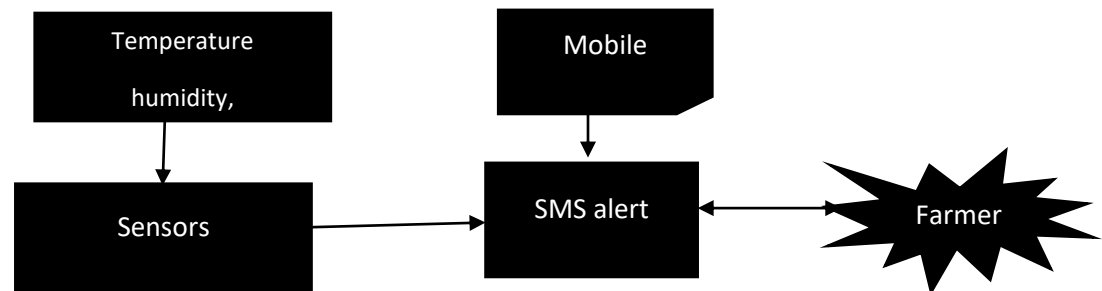 Temperature
humidity,
Mobile
Sensors
SMS alert
Farmer